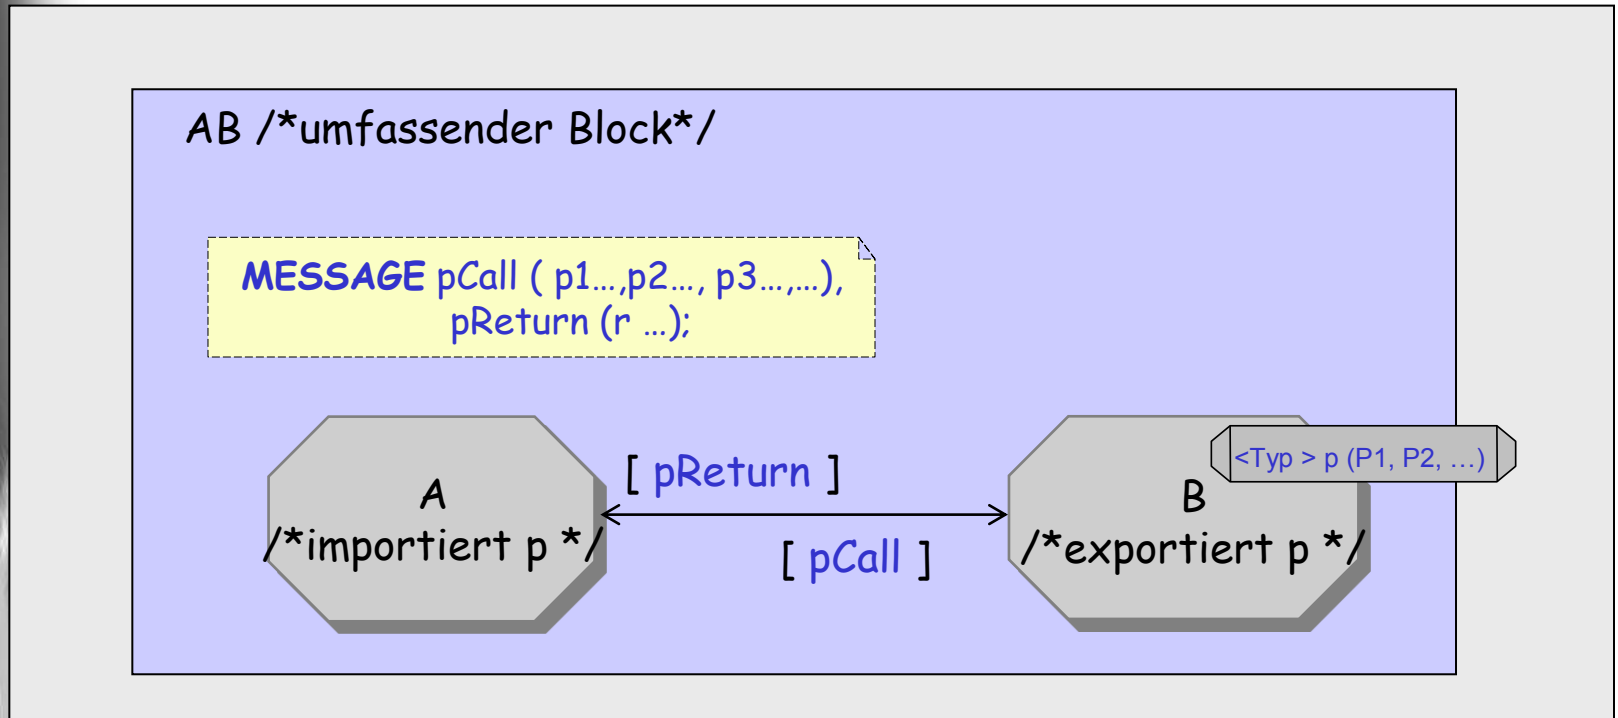 AB /*umfassender Block*/
MESSAGE pCall ( p1…,p2…, p3…,…),
pReturn (r …);
[ pReturn ]
<Typ > p (P1, P2, …)
A
/*importiert p */
B
/*exportiert p */
[ pCall ]